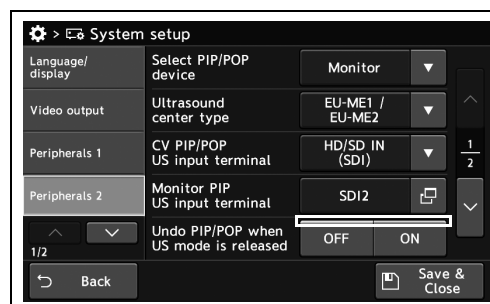 > System setup
Language/
display
Video output
Peripherals 1
Peripherals 2
1/2
Select PIP/POP
device
Monitor
Ultrasound
center type
EU-ME1 /
EU-ME2
CV PIP/POP
US input terminal
HD/SD IN
(SDI)
Monitor PIP
US input terminal
SDI2
Undo PIP/POP when
US mode is released
OFF
ON
1
2
Back
Save &
Close